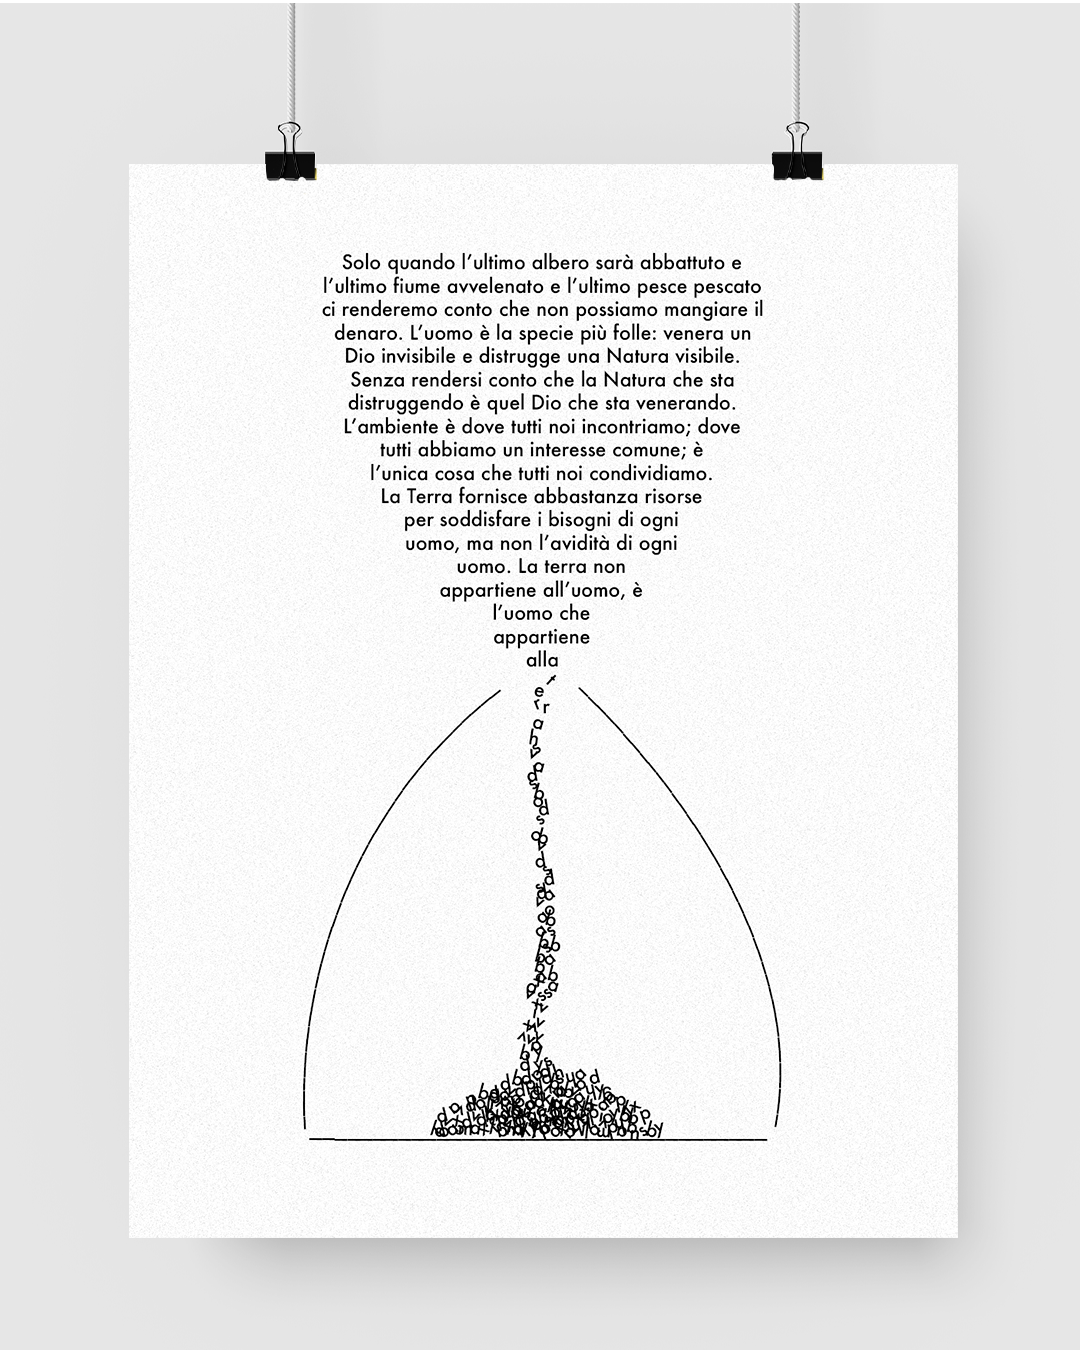 Solo quando l'ultimo albero sarà abbattuto e
l'ultimo fiume avvelenato e l'ultimo pesce pescato
ci renderemo conto che non possiamo mangiare il
denaro. L'uomo è la specie più folle: venera un
Dio invisibile e distrugge una Natura visibile.
Senza rendersi conto che la Natura che sta
distruggendo è quel Dio che sta venerando.
L'ambiente è dove tutti noi incontriamo; dove
tutti abbiamo un interesse comune; è
l'unica cosa che tutti noi condividiamo.
La Terra fornisce abbastanza risorse
per soddisfare i bisogni di ogni
uomo, ma non l'avidità di ogni
uomo. La terra non
appartiene all'uomo, è
l'uomo che
appartiene
alla
t
e
r r
a